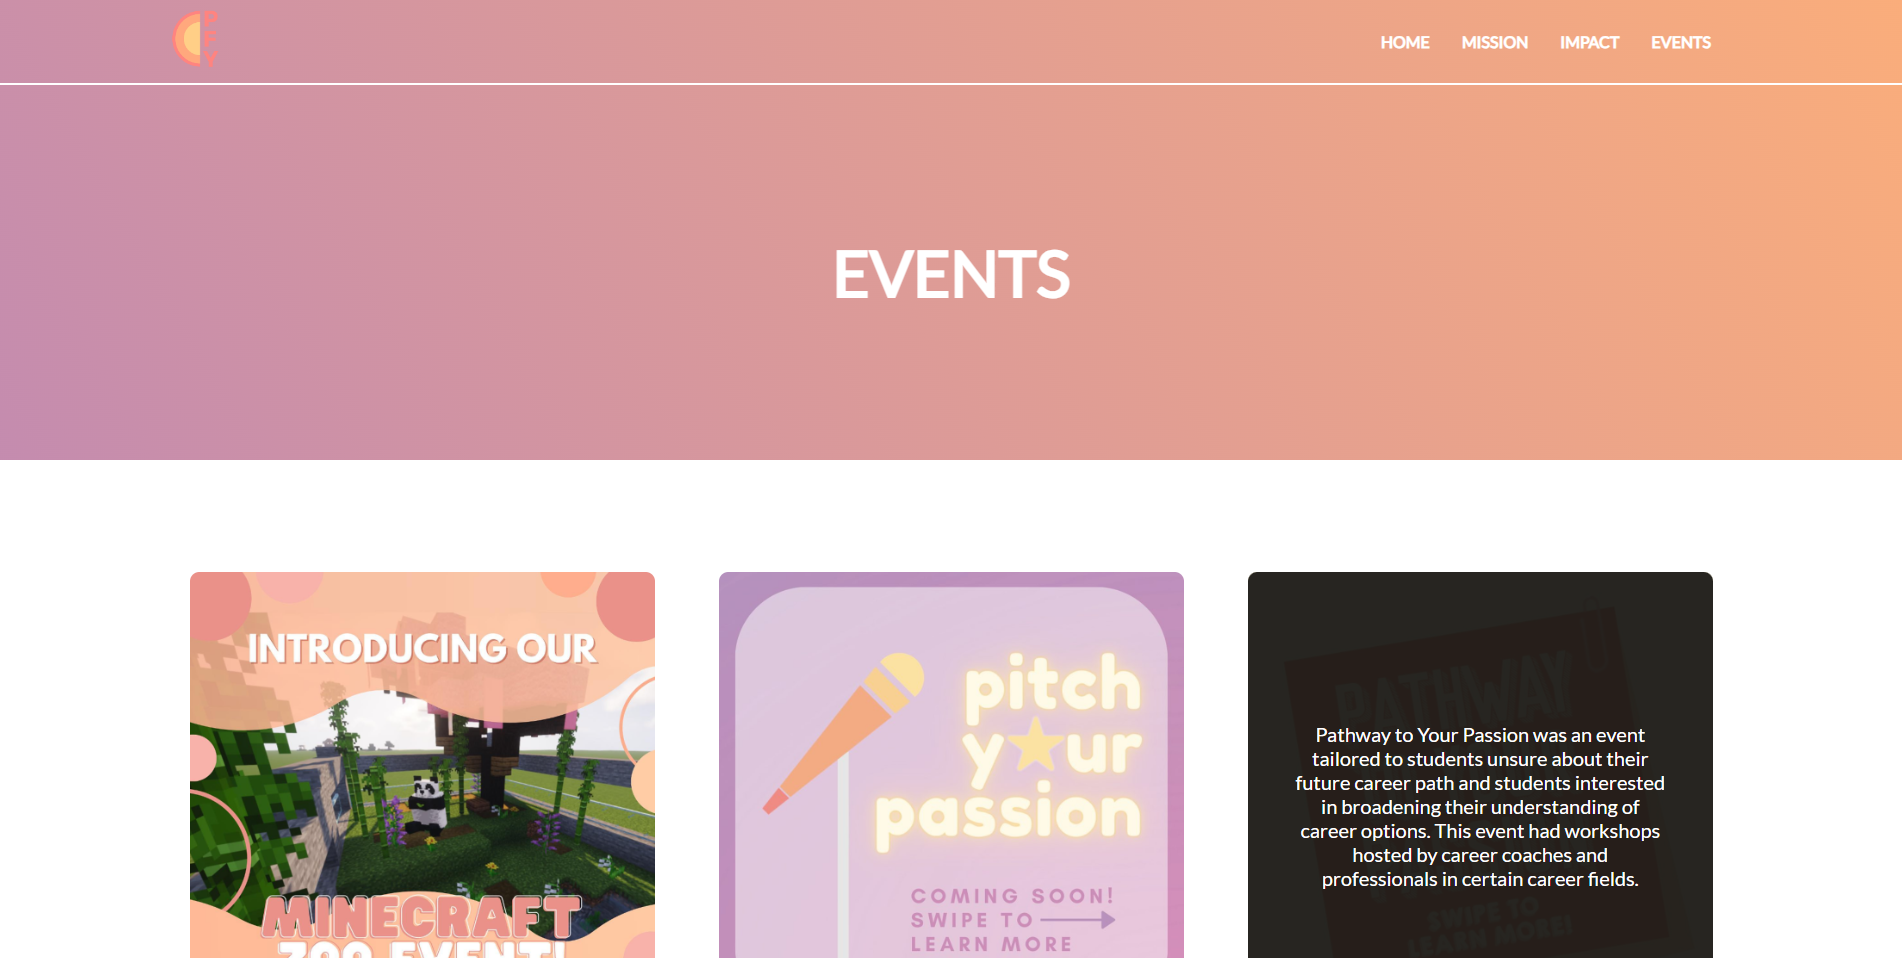 P
F
Y
HOME MISSION IMPACT EVENTS
EVENTS
INTRODUCING OUR
MINECRAFT
ZOO EVENT!
pitch
y★ur
passion
COMING SOON!
SWIPE TO
LEARN MORE
PATHWAY
Pathway to Your Passion was an event
tailored to students unsure about their
future career path and students interested
in broadening their understanding of
career options. This event had workshops
hosted by career coaches and
professionals in certain career fields.
SWIPE TO
LEARN MORE!